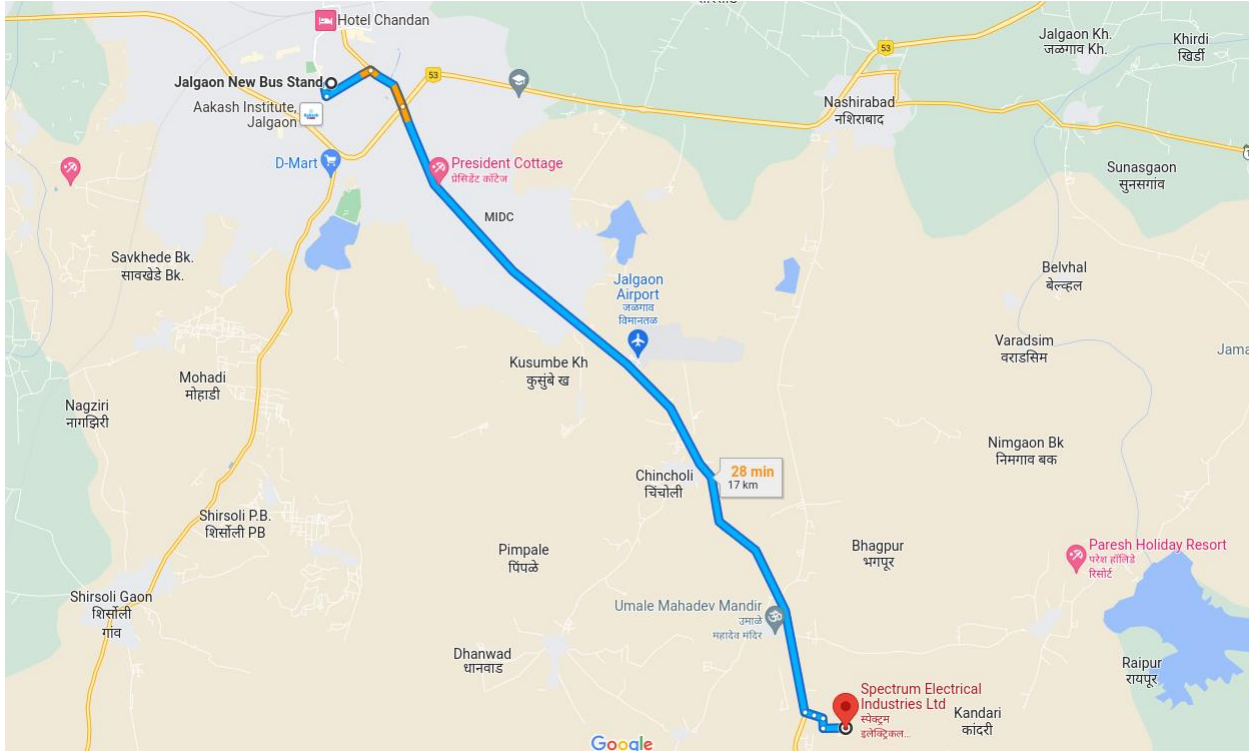 Hotel Chandan
Jalgaon Kh.
जळगाव Kh.
Khirdi
खिर्डी
53
53
Jalgaon New Bus Stand
Aakash Institute,
Jalgaon
Nashirabad
नशिराबाद
D-Mart
President Cottage
प्रेसिडेंट कॉटेज
Sunasgaon
सुनसगांव
MIDC
Savkhede Bk.
सावखेडे Bk.
Belvhal
बेल्व्हल
Jalgaon
Airport
जळगाव
विमानतळ
Varadsim
वराडसिम
Jama
Kusumbe Kh
कुसुंबे ख
Mohadi
मोहाडी
Nagziri
नागझिरी
Nimgaon Bk
निमगाव बक
Chincholi
चिंचोली
28 min
17 km
Shirsoli P.B.
शिर्सोली PB
Pimpale
पिंपळे
Bhagpur
भगपूर
Paresh Holiday Resort
परेश हॉलिडे
रिसोर्ट
Shirsoli Gaon
शिर्सोली
गांव
Umale Mahadev Mandir
उमाळे
महादेव मंदिर
Dhanwad
धानवाड
Raipur
रायपूर
Spectrum Electrical
Industries Ltd
स्पेक्ट्रम
इलेक्ट्रिकल...
Kandari
कांदरी
Google